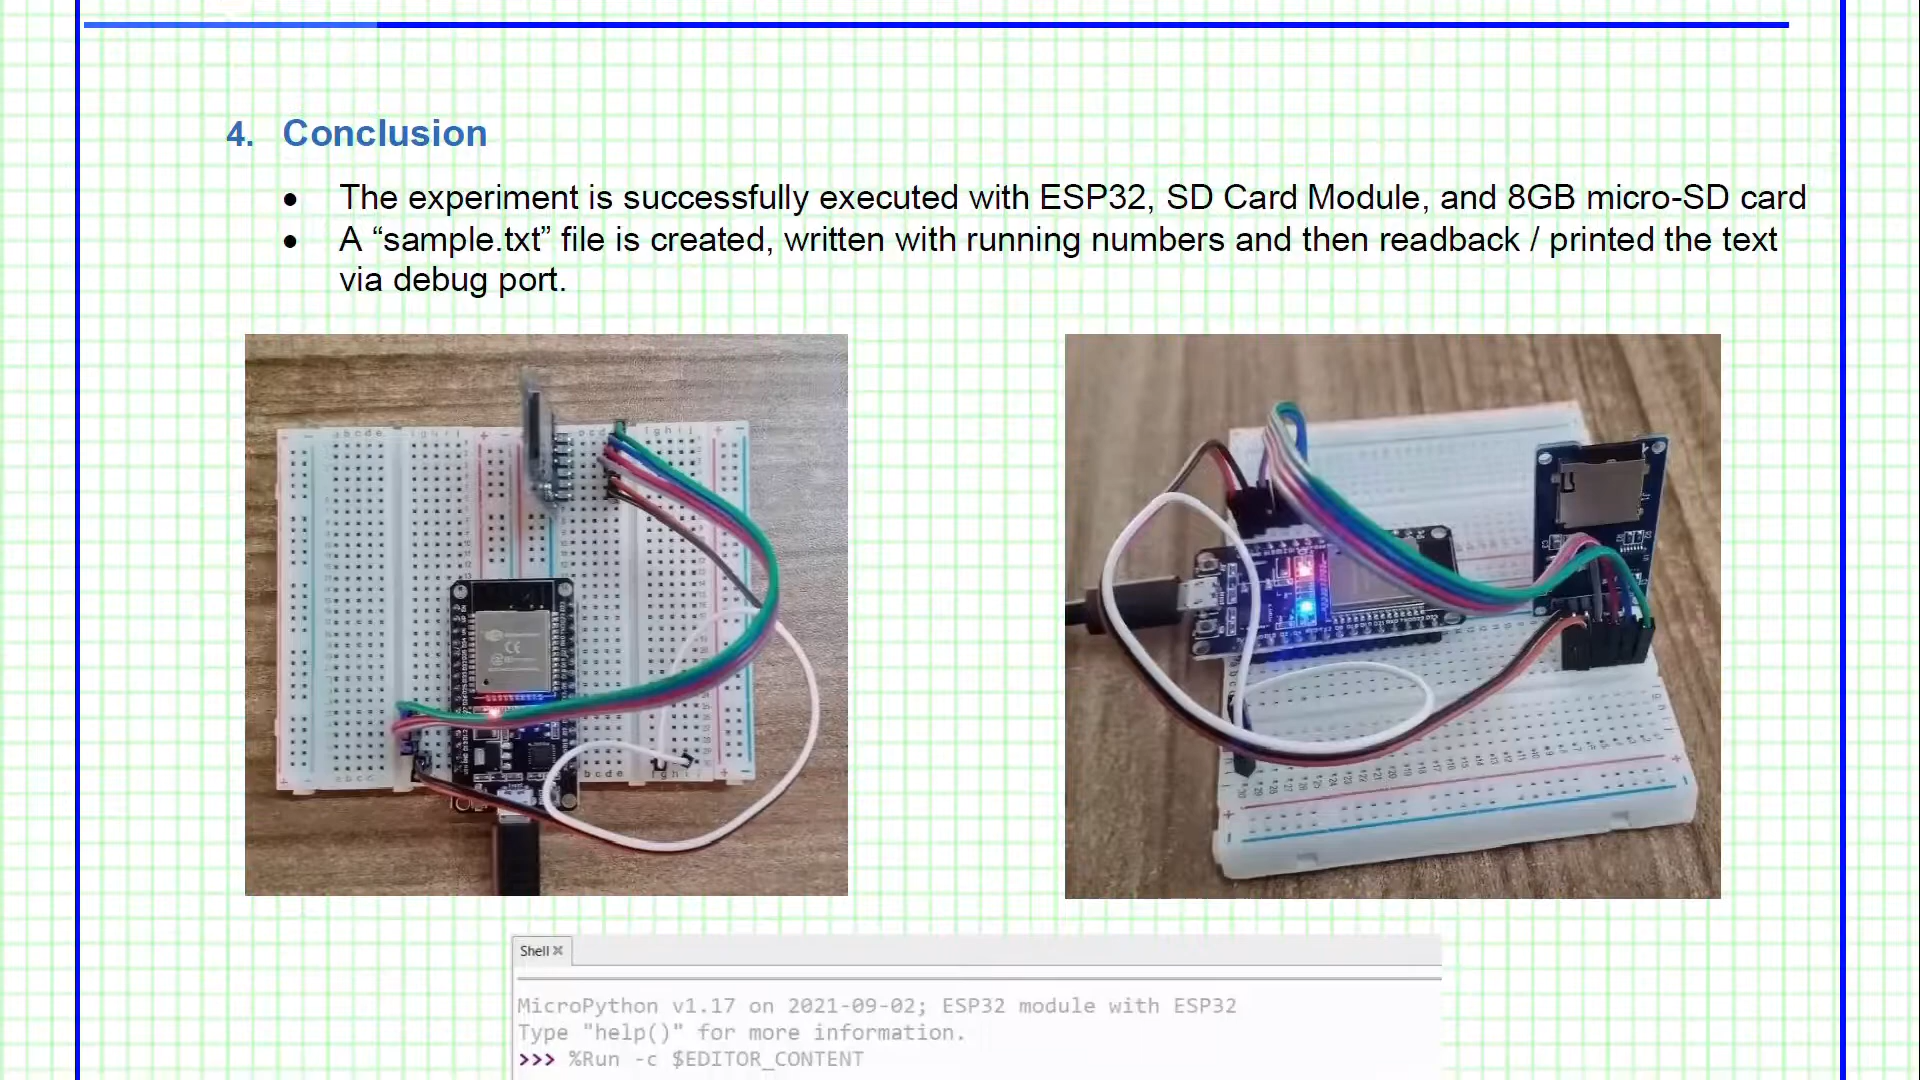 4. Conclusion
• The experiment is successfully executed with ESP32, SD Card Module, and 8GB micro-SD card
• A “sample.txt” file is created, written with running numbers and then readback / printed the text
via debug port.
Shell
MicroPython v1.17 on 2021-09-02; ESP32 module with ESP32
Type "help()" for more information.
>>> %Run -c $EDITOR_CONTENT